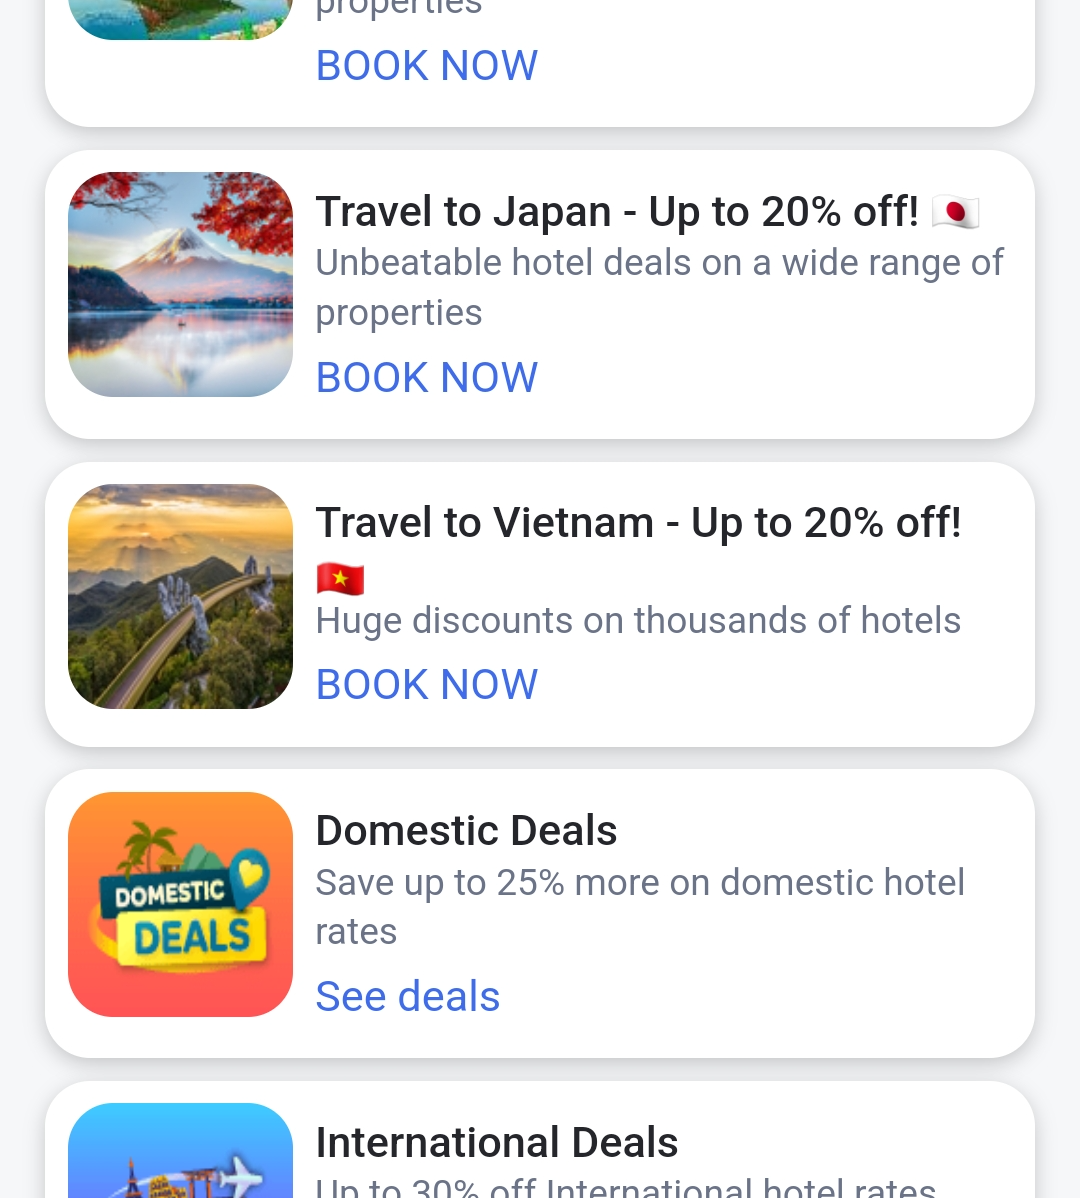 properties
BOOK NOW
Travel to Japan - Up to 20% off! 🇯🇵
Unbeatable hotel deals on a wide range of
properties
BOOK NOW
Travel to Vietnam - Up to 20% off!
🇻🇳
Huge discounts on thousands of hotels
BOOK NOW
DOMESTIC
DEALS
Domestic Deals
Save up to 25% more on domestic hotel
rates
See deals
International Deals
Up to 30% off International hotel rates